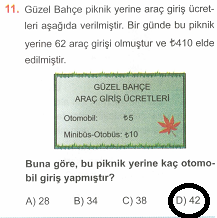 11. Güzel Bahçe piknik yerine araç giriş ücret-
leri aşağıda verilmiştir. Bir günde bu piknik
yerine 62 araç girişi olmuştur ve ₺410 elde
edilmiştir.
GÜZEL BAHÇE
ARAÇ GİRİŞ ÜCRETLERİ
Otomobil: ₺5
Minibüs-Otobüs: ₺10
Buna göre, bu piknik yerine kaç otomo-
bil giriş yapmıştır?
A) 28 B) 34 C) 38 D) 42